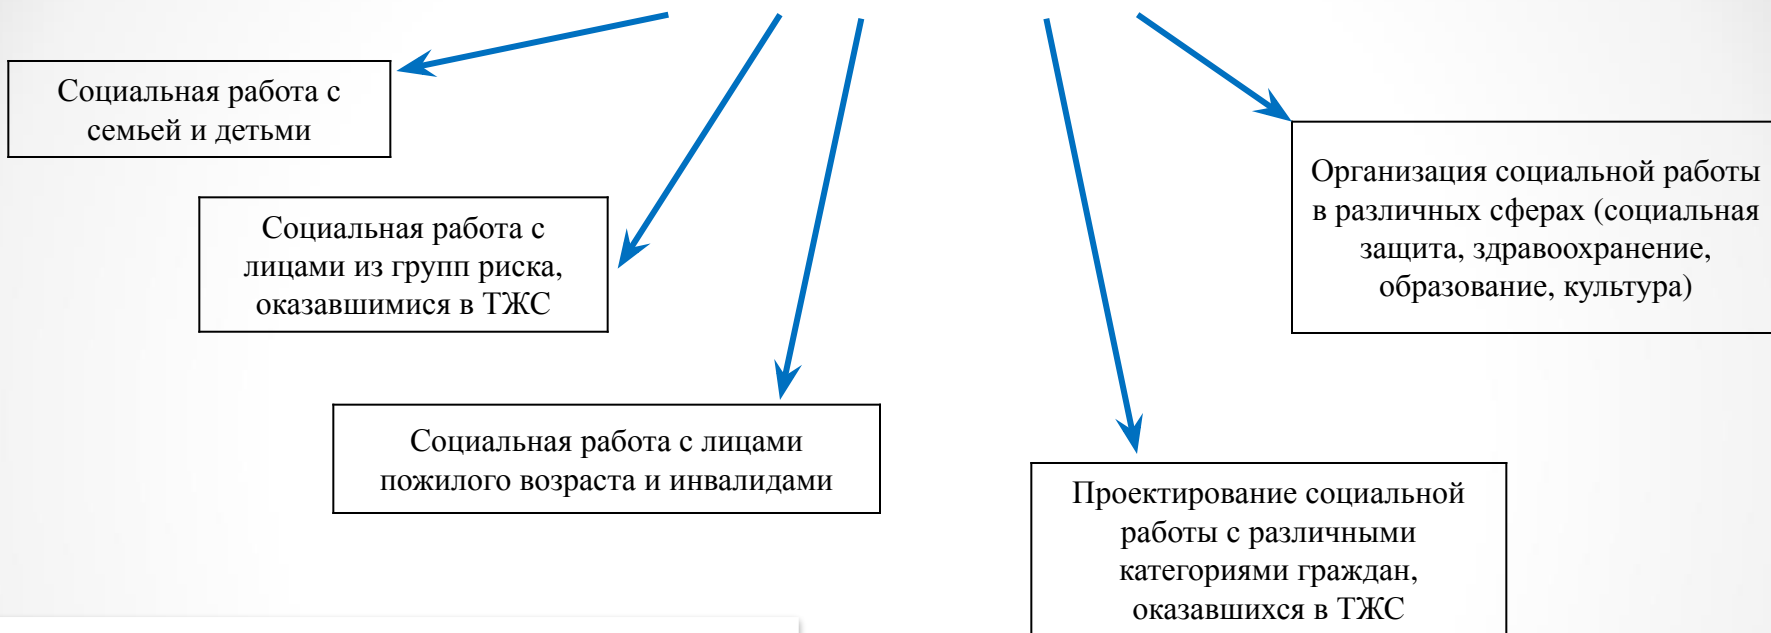 Социальная работа с
семьей и детьми
Социальная работа с
лицами из групп риска,
оказавшимися в ТЖС
Социальная работа с лицами
пожилого возраста и инвалидами
Проектирование социальной
работы с различными
категориями граждан,
оказавшихся в ТЖС
Организация социальной работы
в различных сферах (социальная
защита, здравоохранение,
образование, культура)